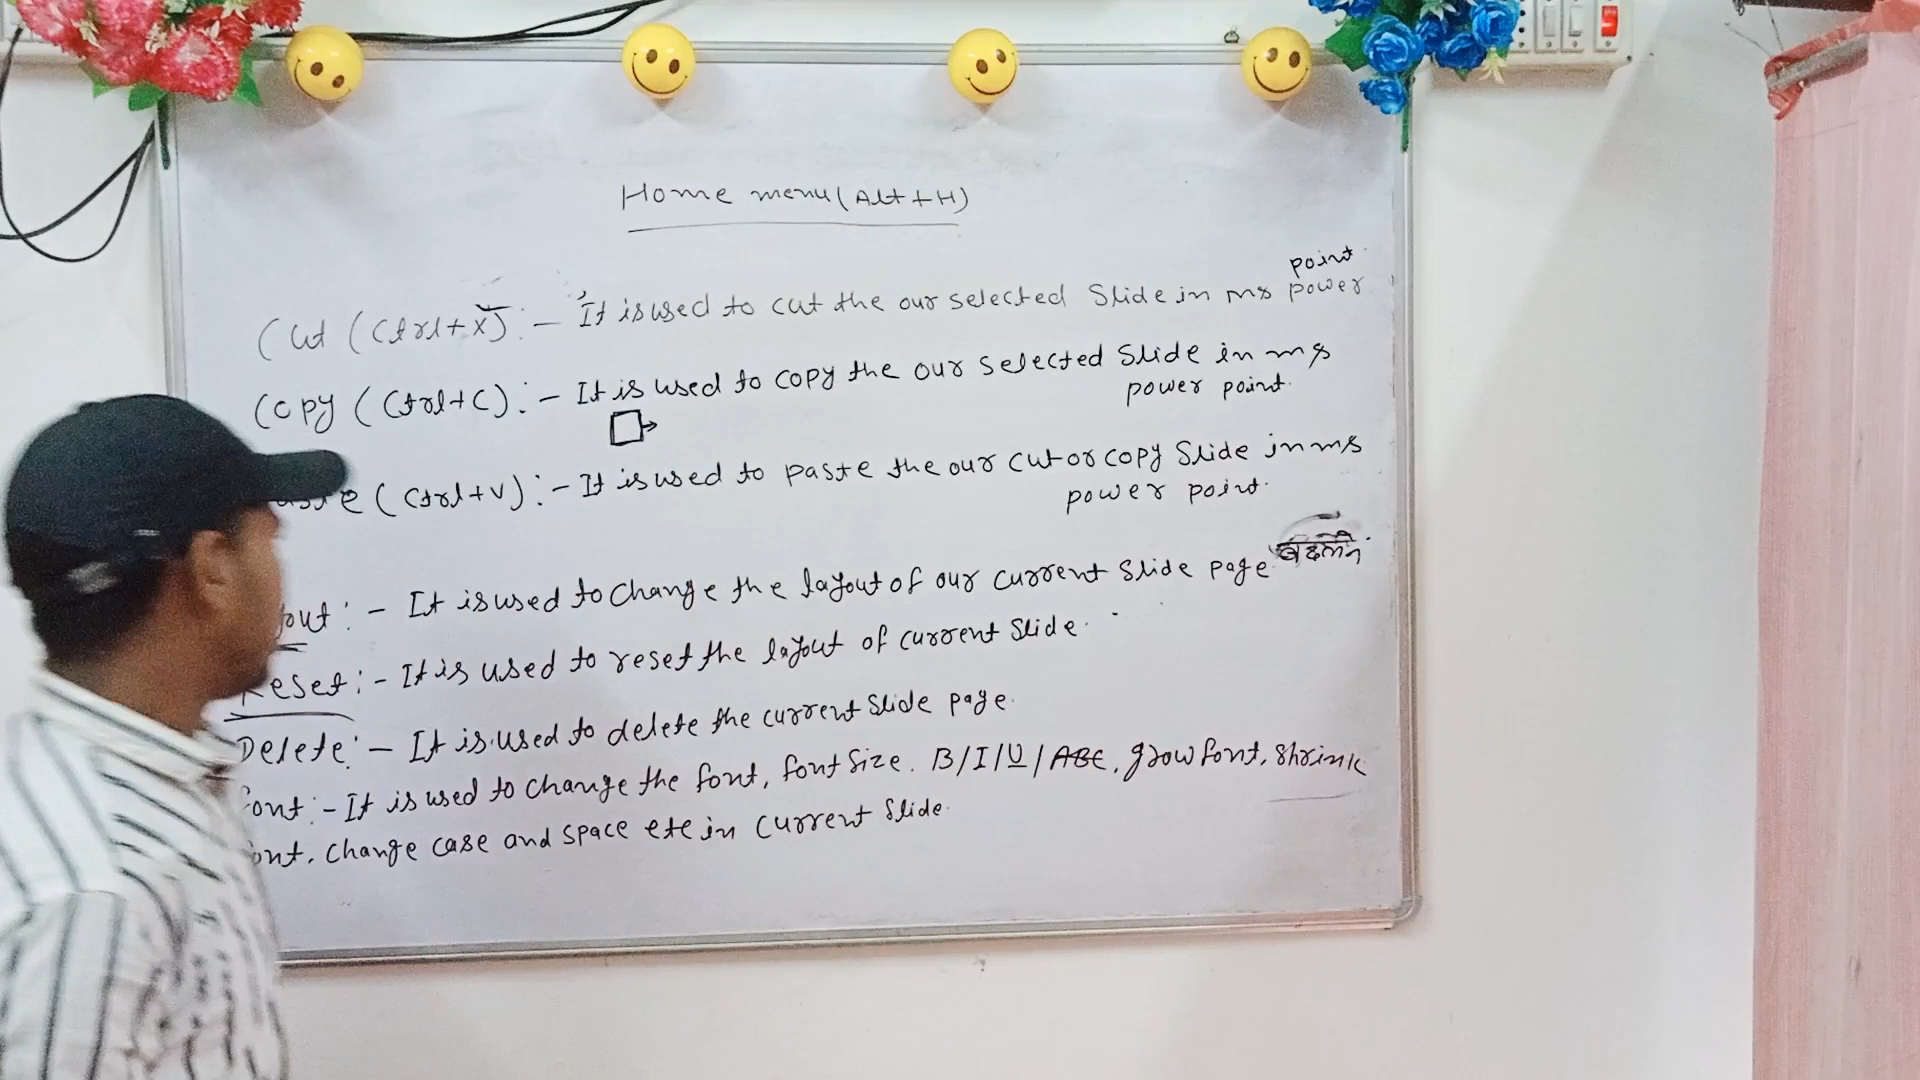 Home menu (Alt+H)
point
Cut (Ctrl+X) :- It is used to cut the our selected Slide in ms power
Copy (Ctrl+C) :- It is used to copy the our selected Slide in ms
power point.
(Ctrl+V) :- It is used to paste the our cut or copy Slide in ms
power point.
yout :- It is used to change the layout of our current slide page.
Reset :- It is used to reset the layout of current Slide.
Delete :- It is used to delete the current slide page.
font :- It is used to change the font, font size. B/I/U/ABC, grow font, shrink
font, change case and space etc in current slide.